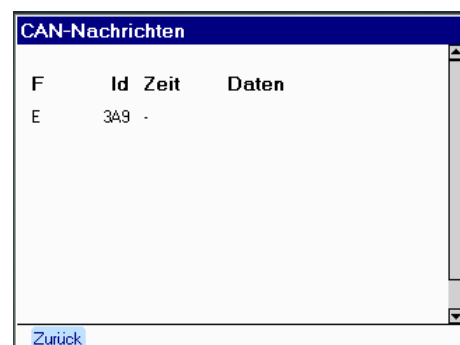 CAN-Nachrichten
F Id Zeit Daten
E 3A9 -
Zurück